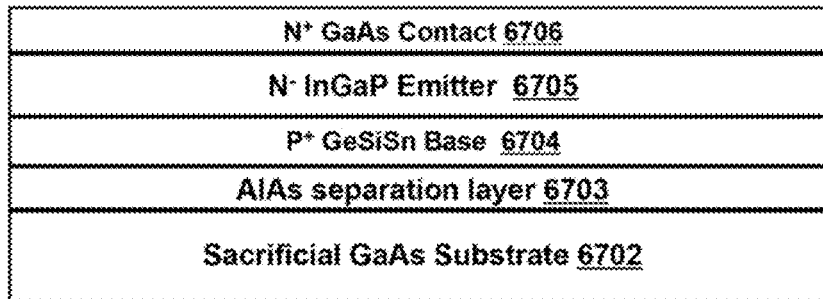 N⁺ GaAs Contact 6706
N⁻ InGaP Emitter 6705
P⁺ GeSiSn Base 6704
AlAs separation layer 6703
Sacrificial GaAs Substrate 6702